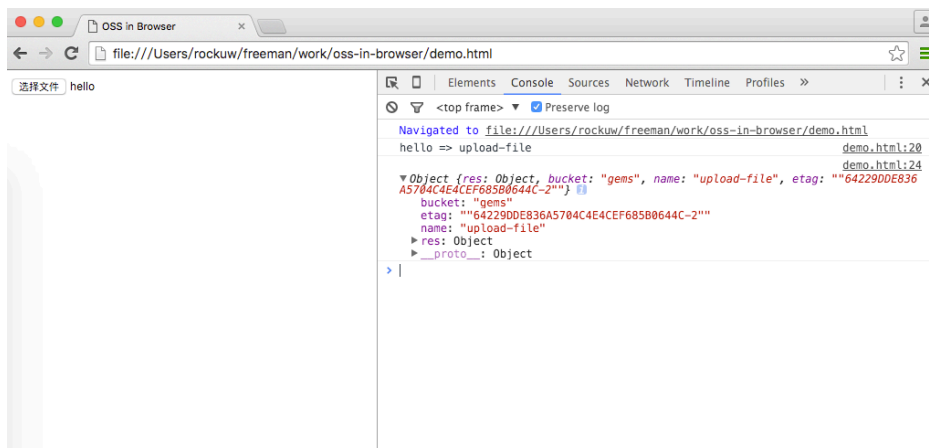 OSS in Browser
file:///Users/rockuw/freeman/work/oss-in-browser/demo.html
选择文件 hello
Elements Console Sources Network Timeline Profiles »
<top frame> ▼ Preserve log
Navigated to file:///Users/rockuw/freeman/work/oss-in-browser/demo.html
hello => upload-file demo.html:20
demo.html:24
▼Object {res: Object, bucket: "gems", name: "upload-file", etag: ""64229DDE836
A5704C4E4CEF685B0644C-2""}
bucket: "gems"
etag: ""64229DDE836A5704C4E4CEF685B0644C-2""
name: "upload-file"
▶res: Object
▶__proto__: Object
>